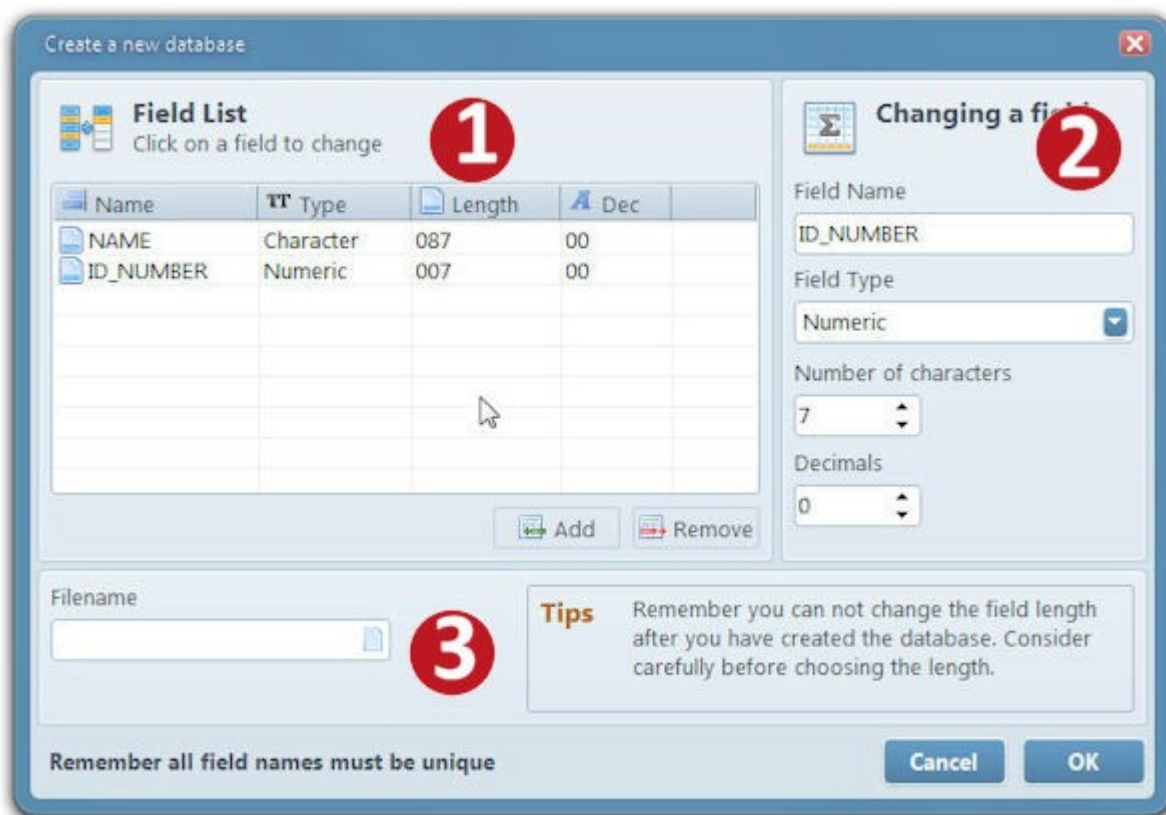 Create a new database
Field List
Click on a field to change
1
Name Type Length Dec
NAME Character 087 00
ID_NUMBER Numeric 007 00
Add Remove
Changing a
2
Field Name
ID_NUMBER
Field Type
Numeric
Number of characters
7
Decimals
0
Filename
3
Tips
Remember you can not change the field length
after you have created the database. Consider
carefully before choosing the length.
Remember all field names must be unique
Cancel OK